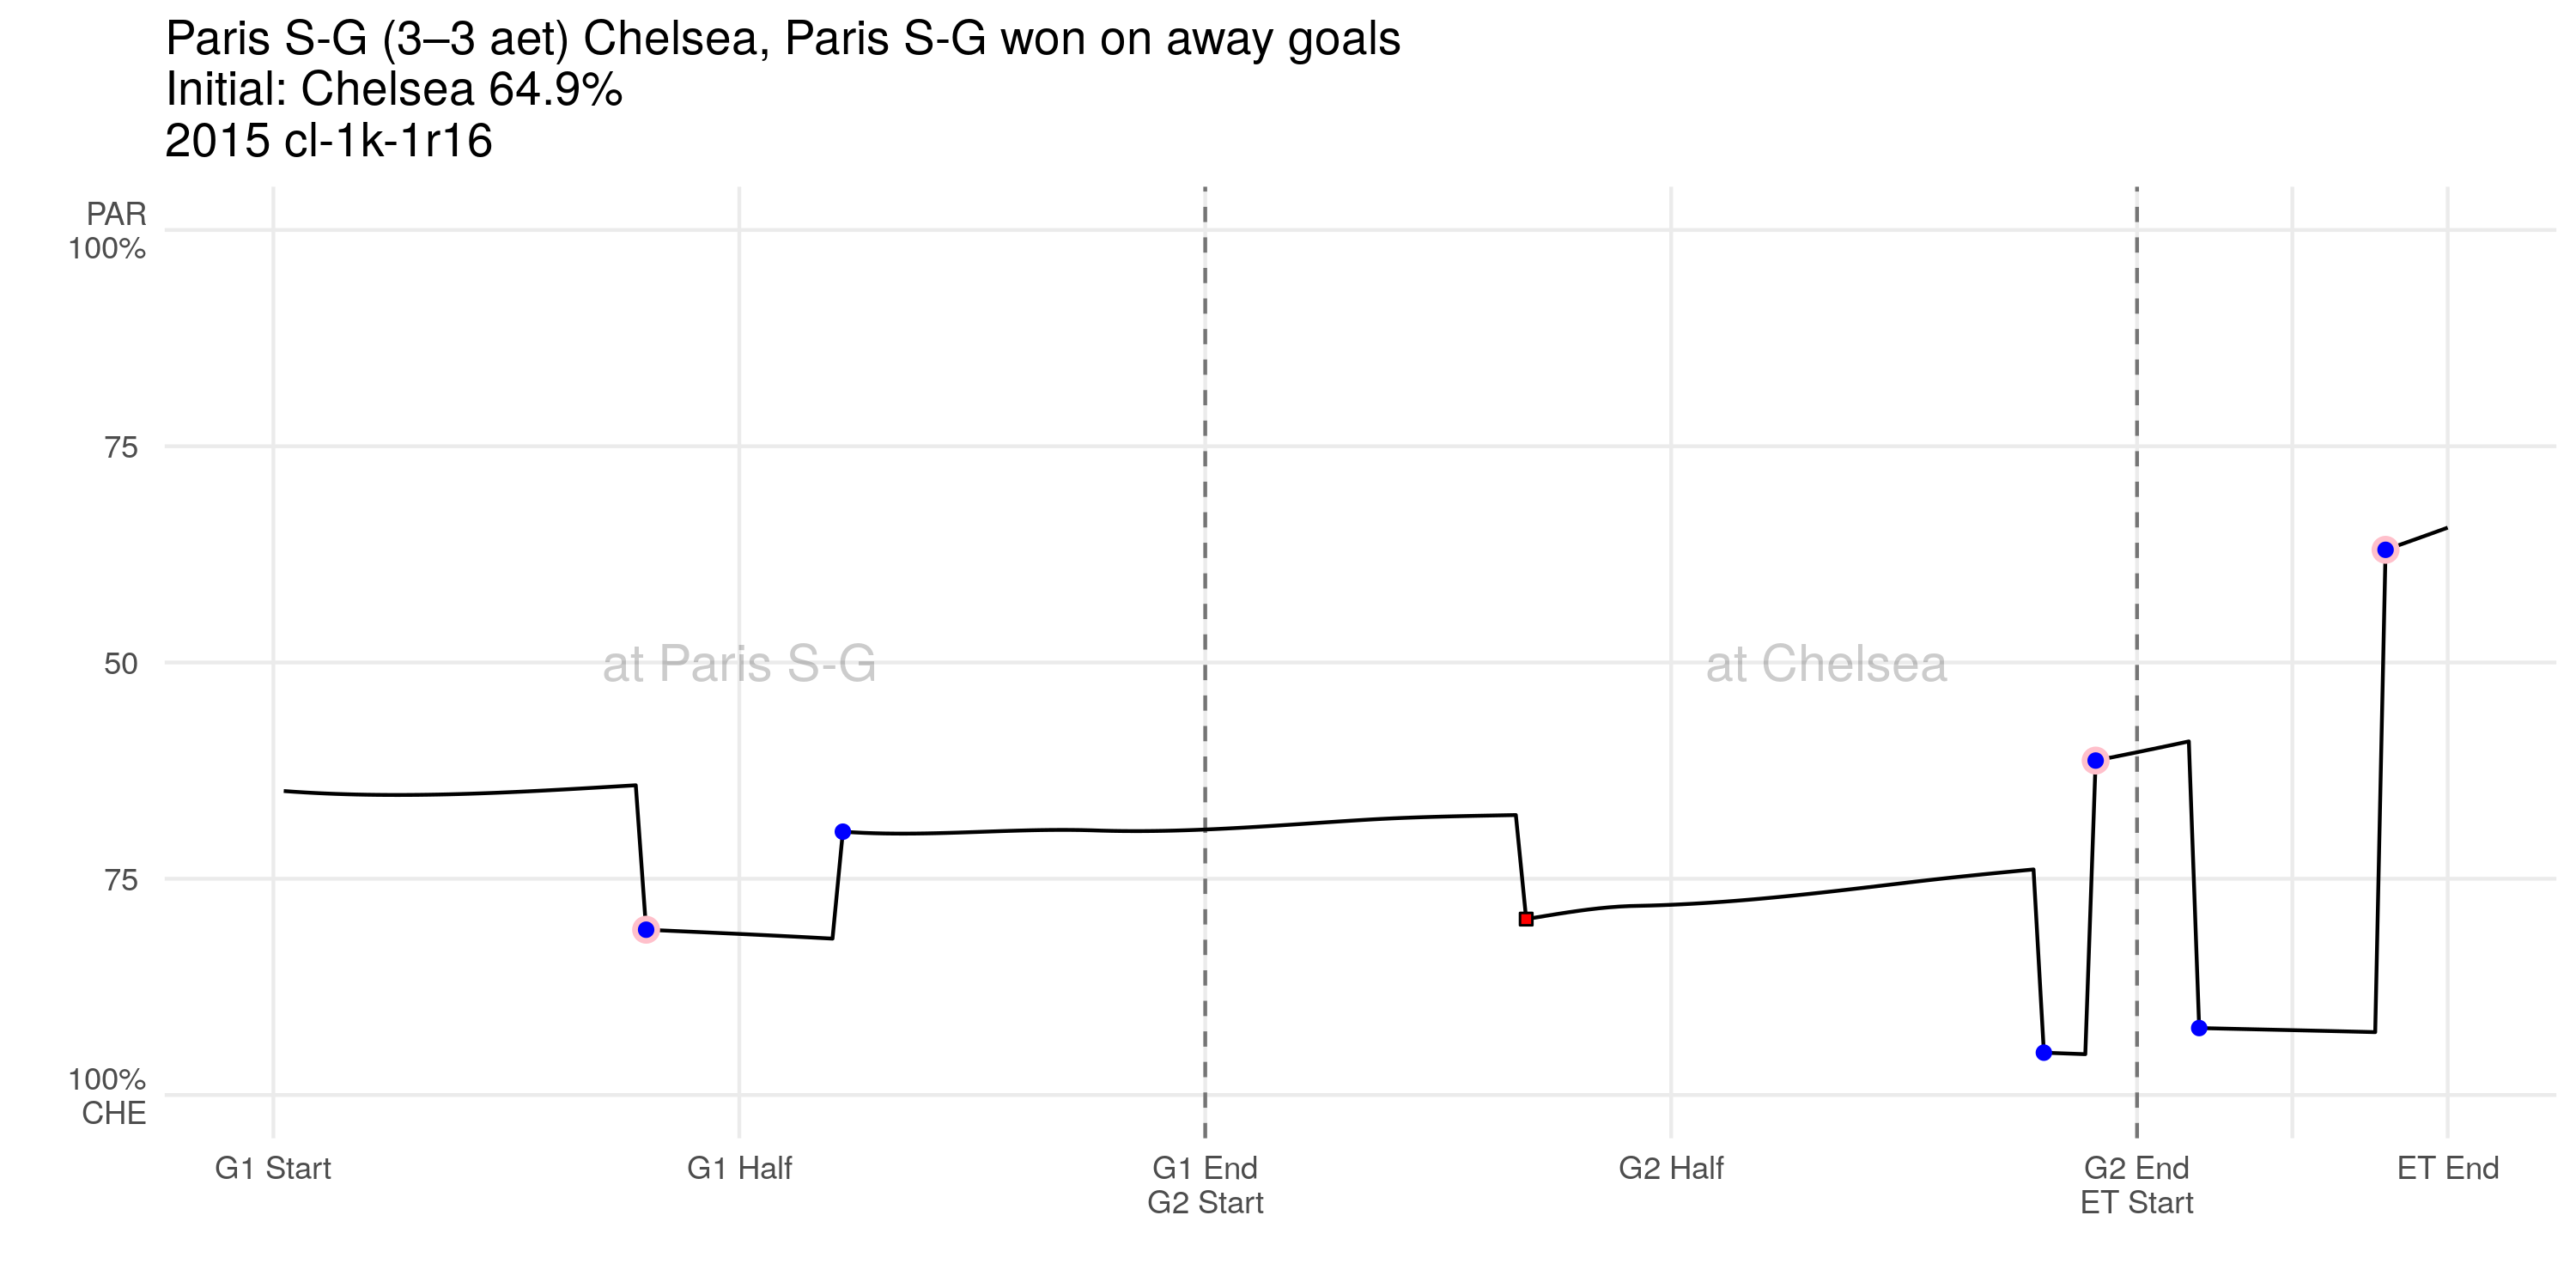 Paris S-G (3–3 aet) Chelsea, Paris S-G won on away goals
Initial: Chelsea 64.9%
2015 cl-1k-1r16
PAR
100%
75
50
75
100%
CHE
at Paris S-G
at Chelsea
G1 Start
G1 Half
G1 End
G2 Start
G2 Half
G2 End
ET Start
ET End